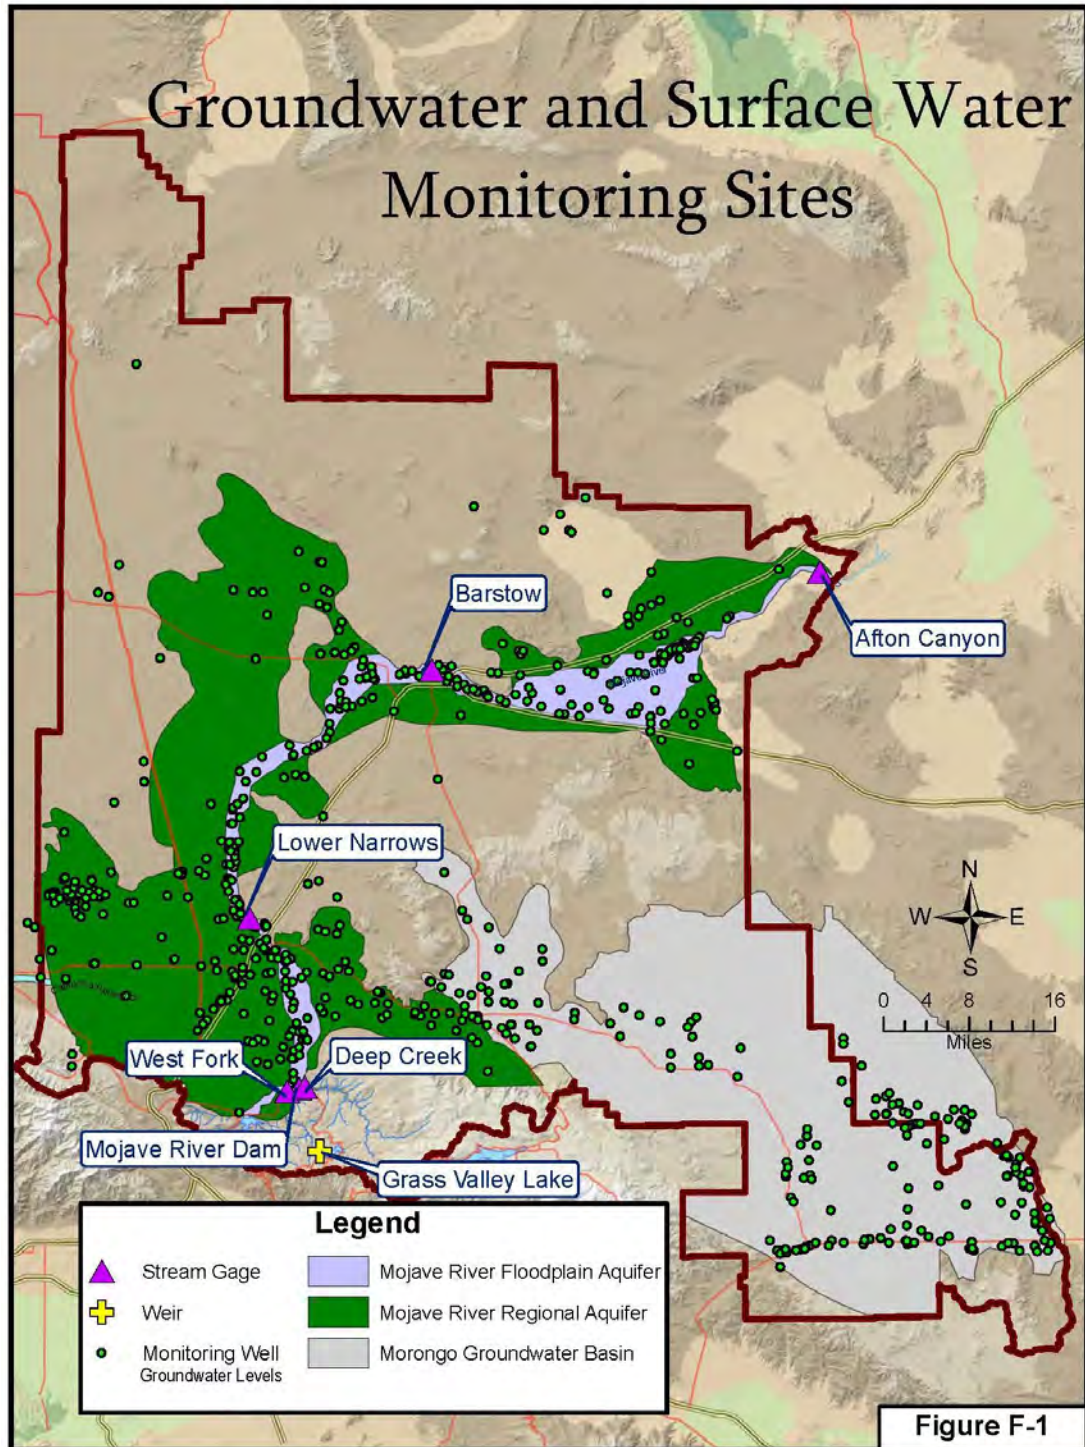 Groundwater and Surface Water
Monitoring Sites
Barstow
Afton Canyon
Lower Narrows
N
W E
S
0 4 8 16
Miles
West Fork
Deep Creek
Mojave River Dam
Grass Valley Lake
Legend
Stream Gage
Weir
Monitoring Well
Groundwater Levels
Mojave River Floodplain Aquifer
Mojave River Regional Aquifer
Morongo Groundwater Basin
Figure F-1